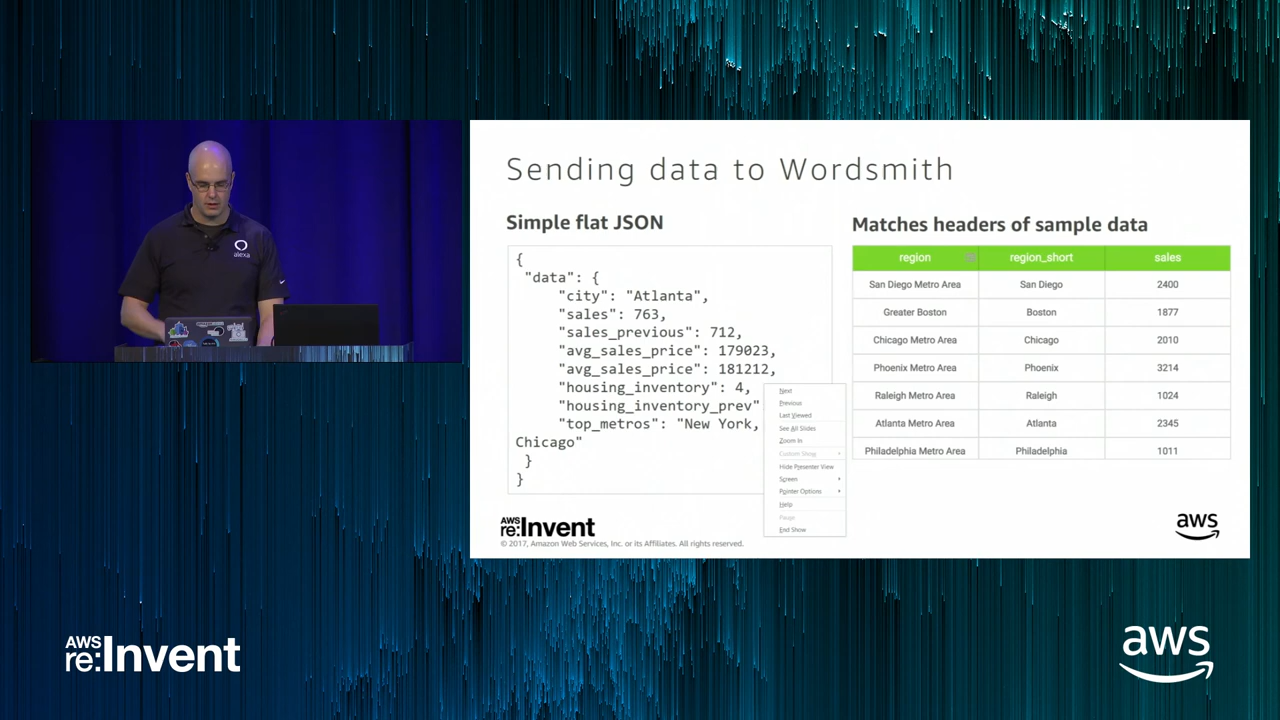 alexa
Sending data to Wordsmith
Simple flat JSON
{
"data": {
"city": "Atlanta",
"sales": 763,
"sales_previous": 712,
"avg_sales_price": 179023,
"avg_sales_price": 181212,
"housing_inventory": 4,
"housing_inventory_prev"
"top_metros": "New York,
Chicago"
}
}
Next
Previous
Last Viewed
See All Slides
Zoom In
Custom Show
Hide Presenter View
Screen
Pointer Options
Help
Pause
End Show
Matches headers of sample data
region region_short sales
San Diego Metro Area San Diego 2400
Greater Boston Boston 1877
Chicago Metro Area Chicago 2010
Phoenix Metro Area Phoenix 3214
Raleigh Metro Area Raleigh 1024
Atlanta Metro Area Atlanta 2345
Philadelphia Metro Area Philadelphia 1011
AWS
re:Invent
© 2017, Amazon Web Services, Inc. or its Affiliates. All rights reserved.
aws
AWS
re:Invent
aws